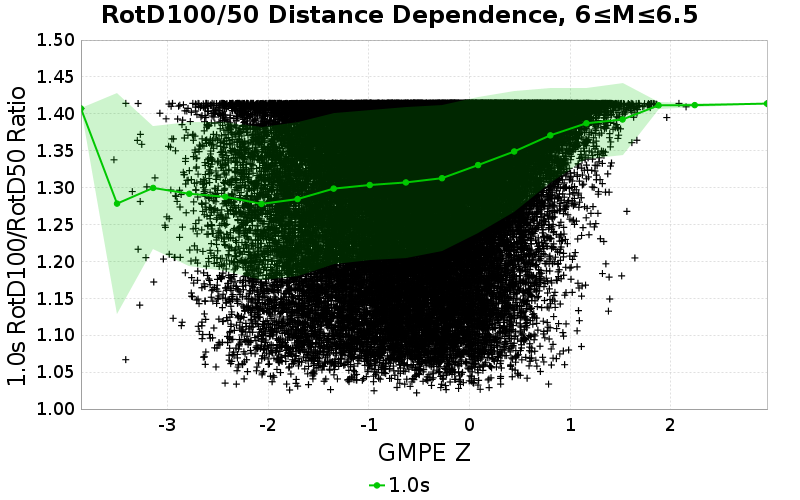 RotD100/50 Distance Dependence, 6≤M≤6.5
1.0s RotD100/RotD50 Ratio
1.50
1.45
1.40
1.35
1.30
1.25
1.20
1.15
1.10
1.05
1.00
-3 -2 -1 0 1 2
GMPE Z
1.0s